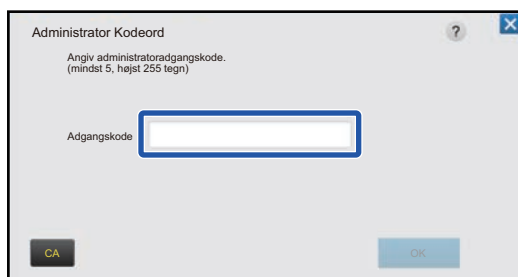 Administrator Kodeord
?
X
Angiv administratoradgangskode.
(mindst 5, højst 255 tegn)
Adgangskode
CA
OK